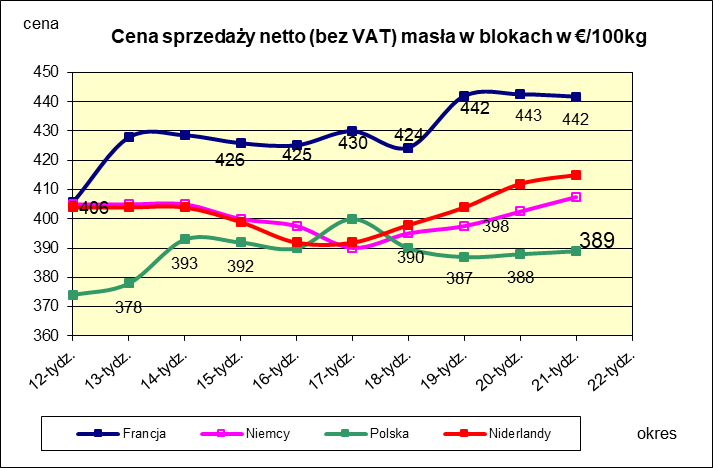 cena
Cena sprzedaży netto (bez VAT) masła w blokach w €/100kg
450
440
430
420
410
400
390
380
370
360
406
426
425
430
424
442
443
442
398
393
392
378
390
387
388
389
12-tydz.
13-tydz.
14-tydz.
15-tydz.
16-tydz.
17-tydz.
18-tydz.
19-tydz.
20-tydz.
21-tydz.
22-tydz.
Francja Niemcy Polska Niderlandy
okres